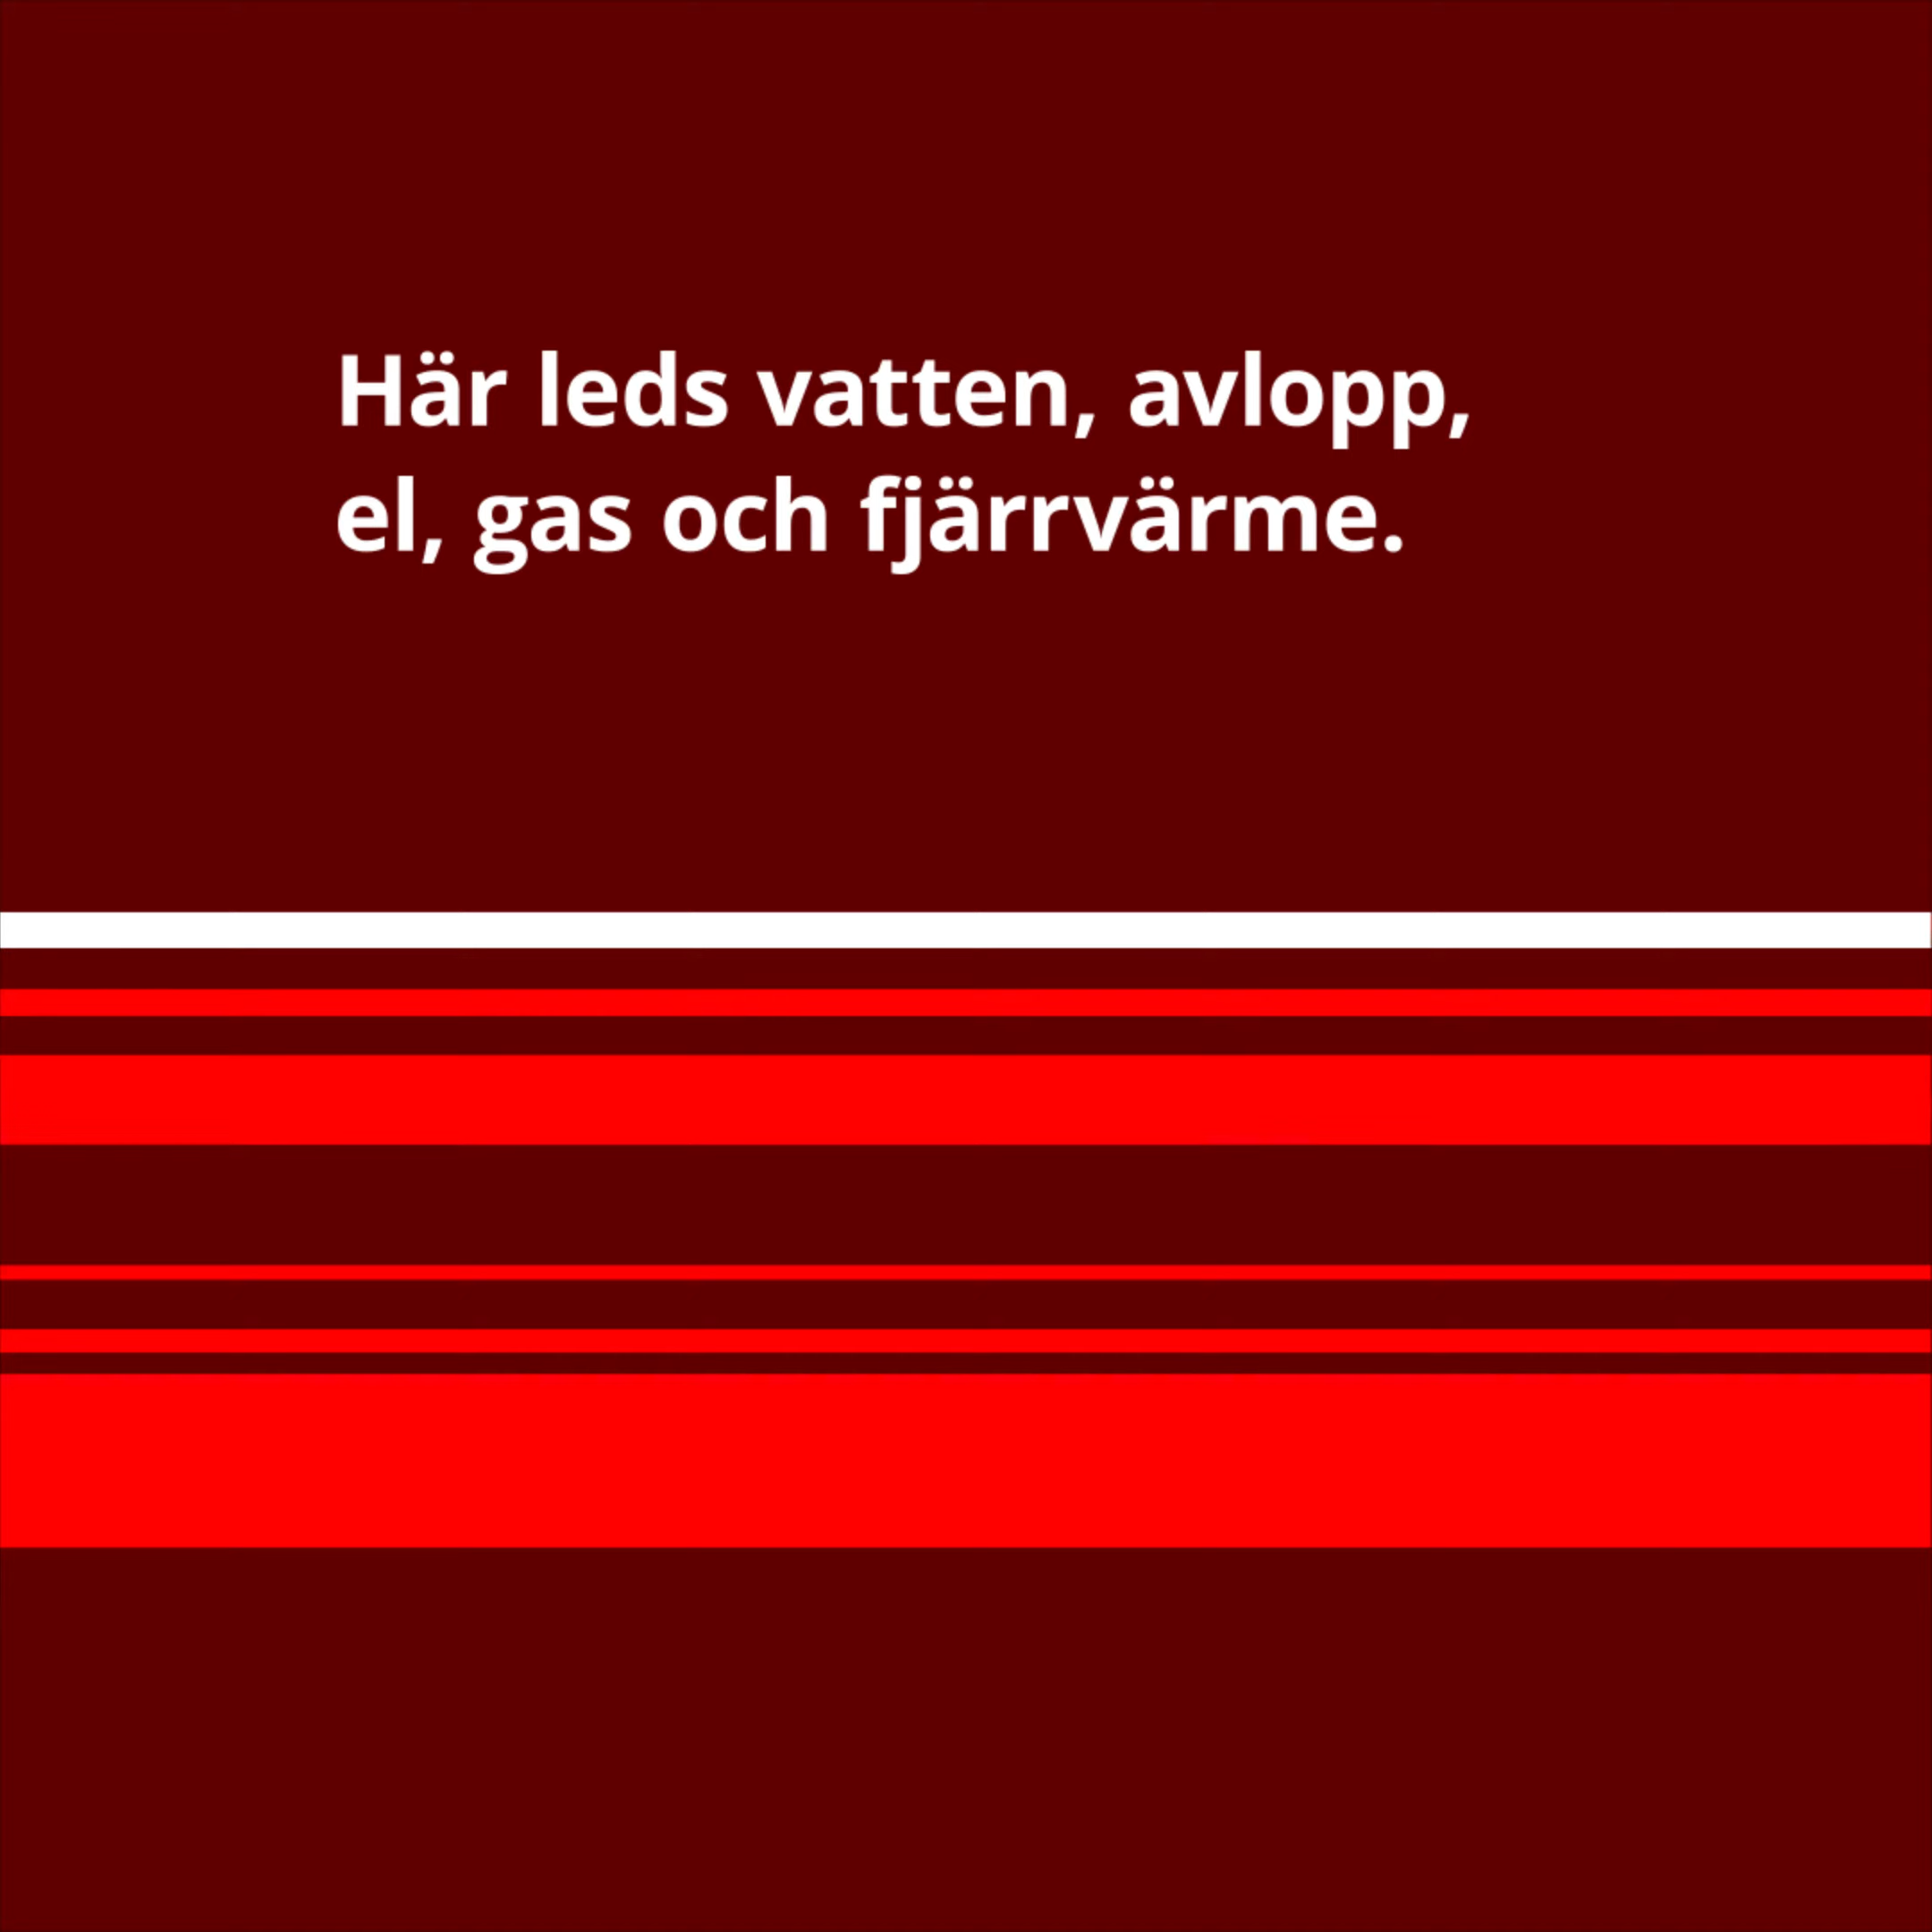 Här leds vatten, avlopp,
el, gas och fjärrvärme.